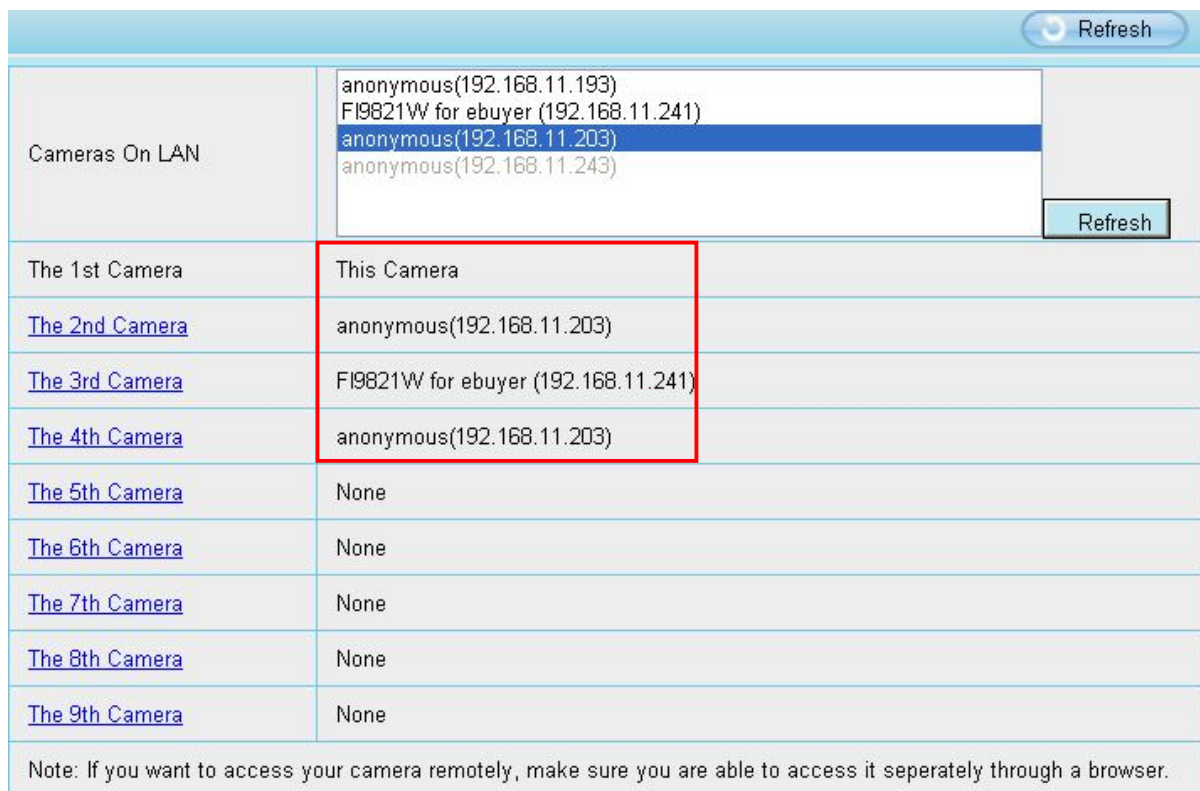 Refresh
Cameras On LAN
anonymous(192.168.11.193)
FI9821W for ebuyer (192.168.11.241)
anonymous(192.168.11.203)
anonymous(192.168.11.243)
Refresh
The 1st Camera This Camera
The 2nd Camera anonymous(192.168.11.203)
The 3rd Camera FI9821W for ebuyer (192.168.11.241)
The 4th Camera anonymous(192.168.11.203)
The 5th Camera None
The 6th Camera None
The 7th Camera None
The 8th Camera None
The 9th Camera None
Note: If you want to access your camera remotely, make sure you are able to access it seperately through a browser.